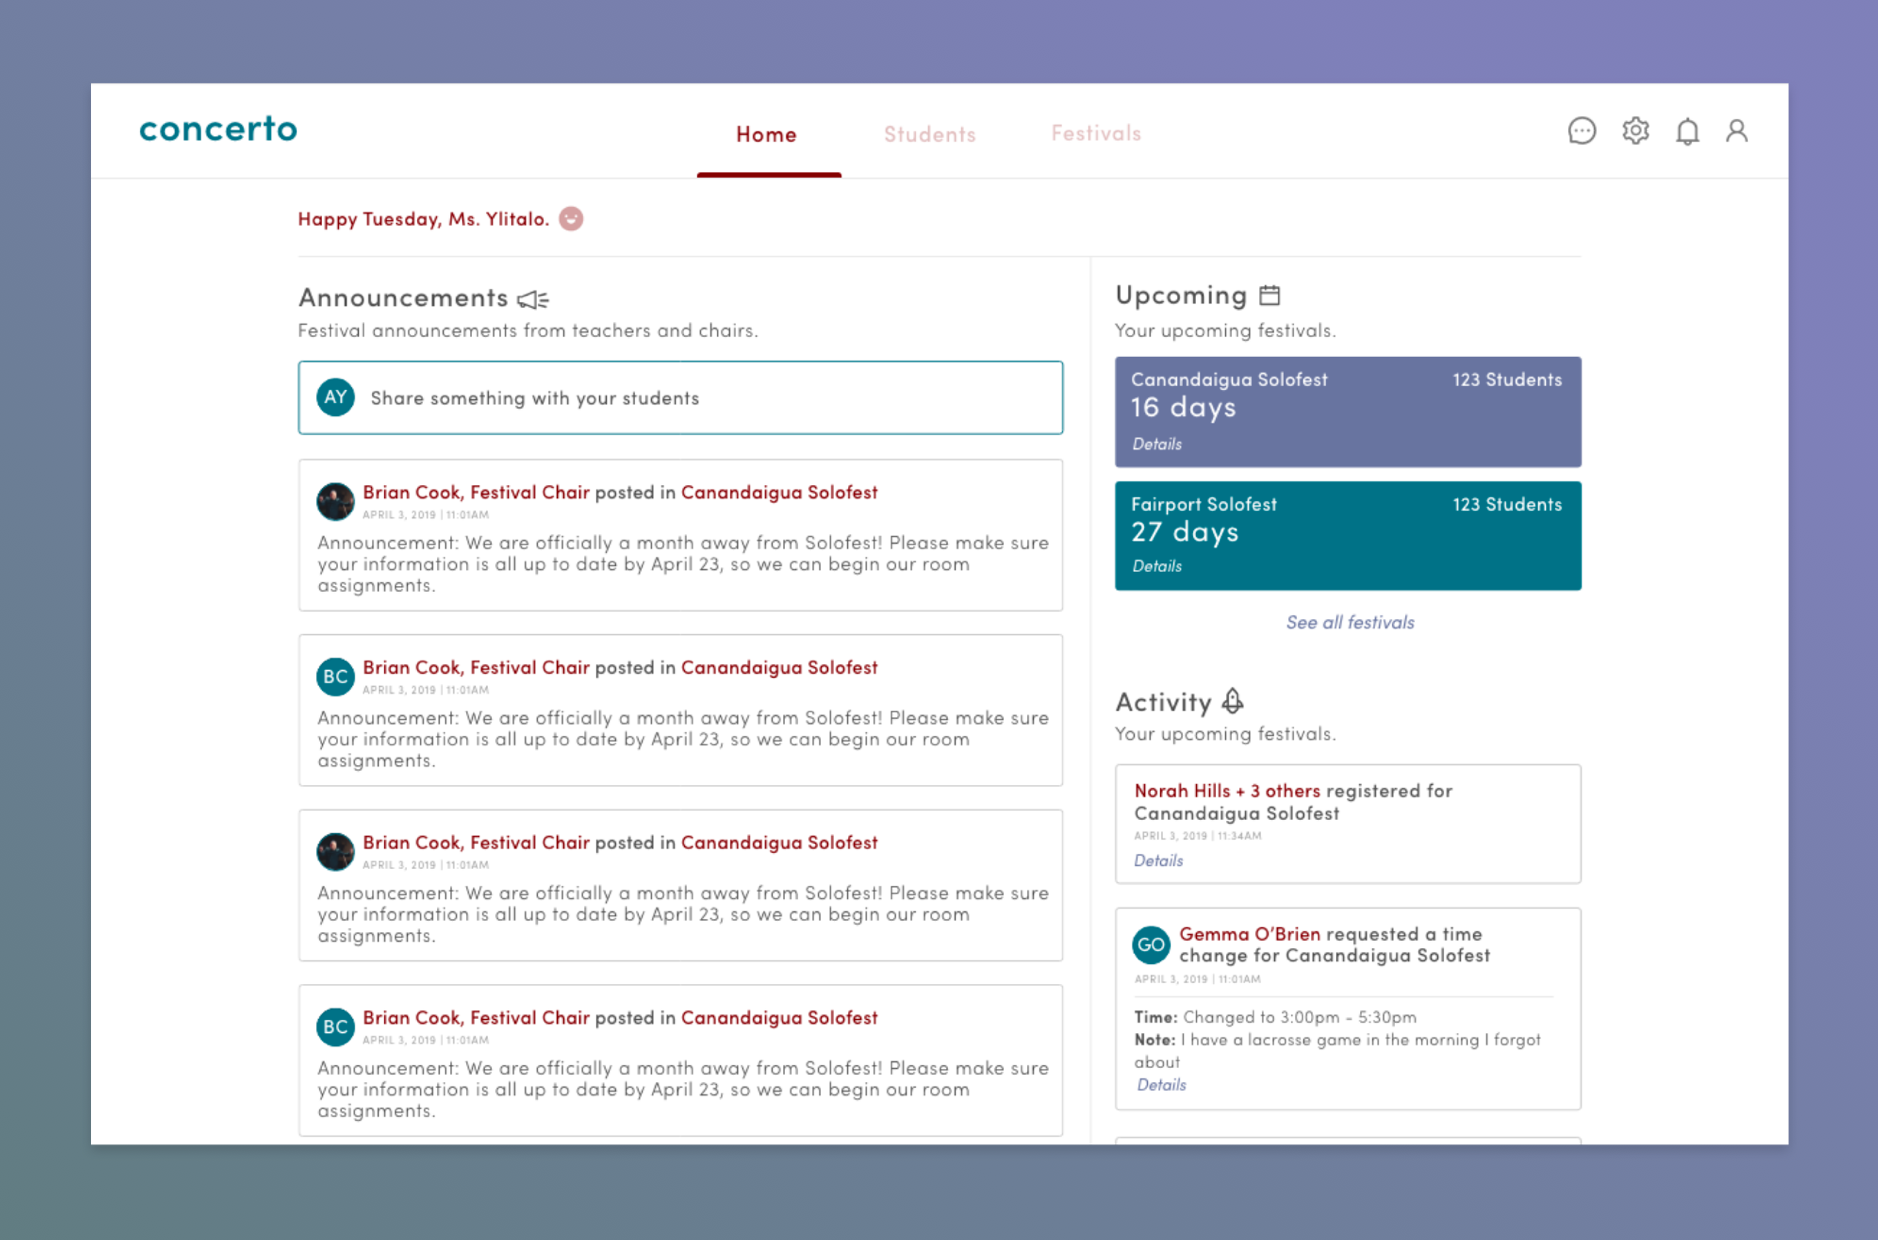 concerto
Home
Students
Festivals
Happy Tuesday, Ms. Ylitalo.
Announcements
Festival announcements from teachers and chairs.
AY
Share something with your students
Brian Cook, Festival Chair posted in Canandaigua Solofest
APRIL 3, 2019 | 11:01AM
Announcement: We are officially a month away from Solofest! Please make sure
your information is all up to date by April 23, so we can begin our room
assignments.
BC
Brian Cook, Festival Chair posted in Canandaigua Solofest
APRIL 3, 2019 | 11:01AM
Announcement: We are officially a month away from Solofest! Please make sure
your information is all up to date by April 23, so we can begin our room
assignments.
Brian Cook, Festival Chair posted in Canandaigua Solofest
APRIL 3, 2019 | 11:01AM
Announcement: We are officially a month away from Solofest! Please make sure
your information is all up to date by April 23, so we can begin our room
assignments.
BC
Brian Cook, Festival Chair posted in Canandaigua Solofest
APRIL 3, 2019 | 11:01AM
Announcement: We are officially a month away from Solofest! Please make sure
your information is all up to date by April 23, so we can begin our room
assignments.
Upcoming
Your upcoming festivals.
Canandaigua Solofest
123 Students
16 days
Details
Fairport Solofest
123 Students
27 days
Details
See all festivals
Activity
Your upcoming festivals.
Norah Hills + 3 others registered for
Canandaigua Solofest
APRIL 3, 2019 | 11:34AM
Details
GO
Gemma O'Brien requested a time
change for Canandaigua Solofest
APRIL 3, 2019 | 11:01AM
Time: Changed to 3:00pm - 5:30pm
Note: I have a lacrosse game in the morning I forgot
about
Details